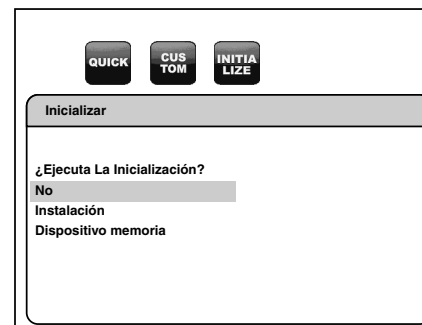 QUICK
CUS
TOM
INITIA
LIZE
Inicializar
¿Ejecuta La Inicialización?
No
Instalación
Dispositivo memoria